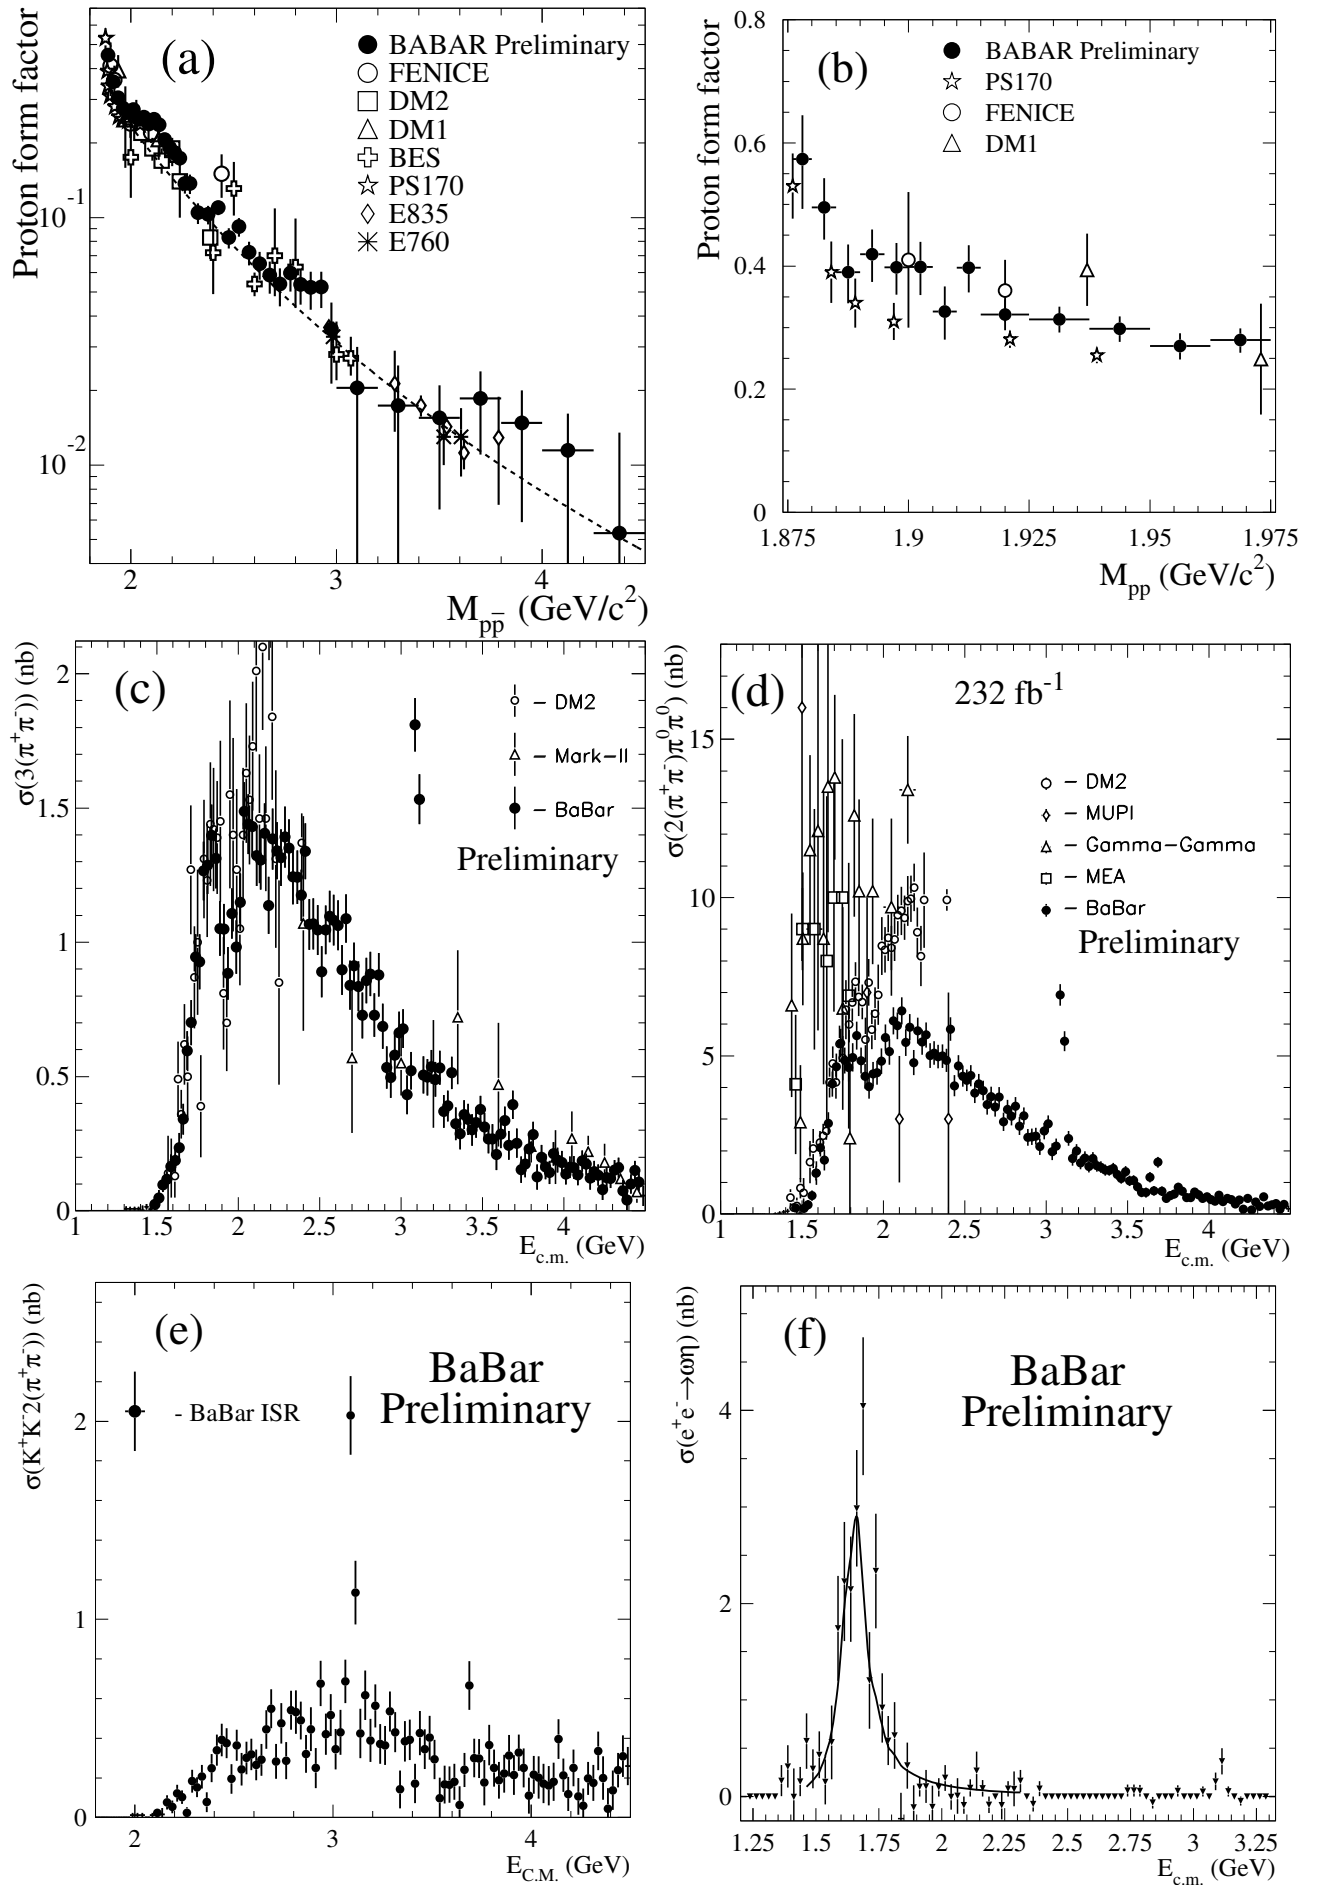 Proton form factor
(a)
BABAR Preliminary
FENICE
DM2
DM1
BES
PS170
E835
E760
10⁻¹
10⁻²
2 3 4
M_pp̅ (GeV/c²)
Proton form factor
(b)
BABAR Preliminary
PS170
FENICE
DM1
0.8
0.6
0.4
0.2
0
1.875 1.9 1.925 1.95 1.975
M_pp (GeV/c²)
σ(3(π⁺π⁻)) (nb)
(c)
– DM2
– Mark–II
– BaBar
Preliminary
2
1.5
1
0.5
0
1 1.5 2 2.5 3 3.5 4
E_c.m. (GeV)
σ(2(π⁺π⁻)π⁰π⁰) (nb)
(d)
232 fb⁻¹
– DM2
– MUPI
– Gamma–Gamma
– MEA
– BaBar
Preliminary
15
10
5
0
1 1.5 2 2.5 3 3.5 4
E_c.m. (GeV)
σ(K⁺K⁻2(π⁺π⁻)) (nb)
(e)
BaBar
Preliminary
- BaBar ISR
2
1
0
2 3 4
E_C.M. (GeV)
σ(e⁺e⁻→ωη) (nb)
(f)
BaBar
Preliminary
4
2
0
1.25 1.5 1.75 2 2.25 2.5 2.75 3 3.25
E_c.m. (GeV)